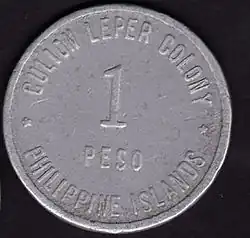 CULION LEPER COLONY
1
PESO
PHILIPPINE ISLANDS